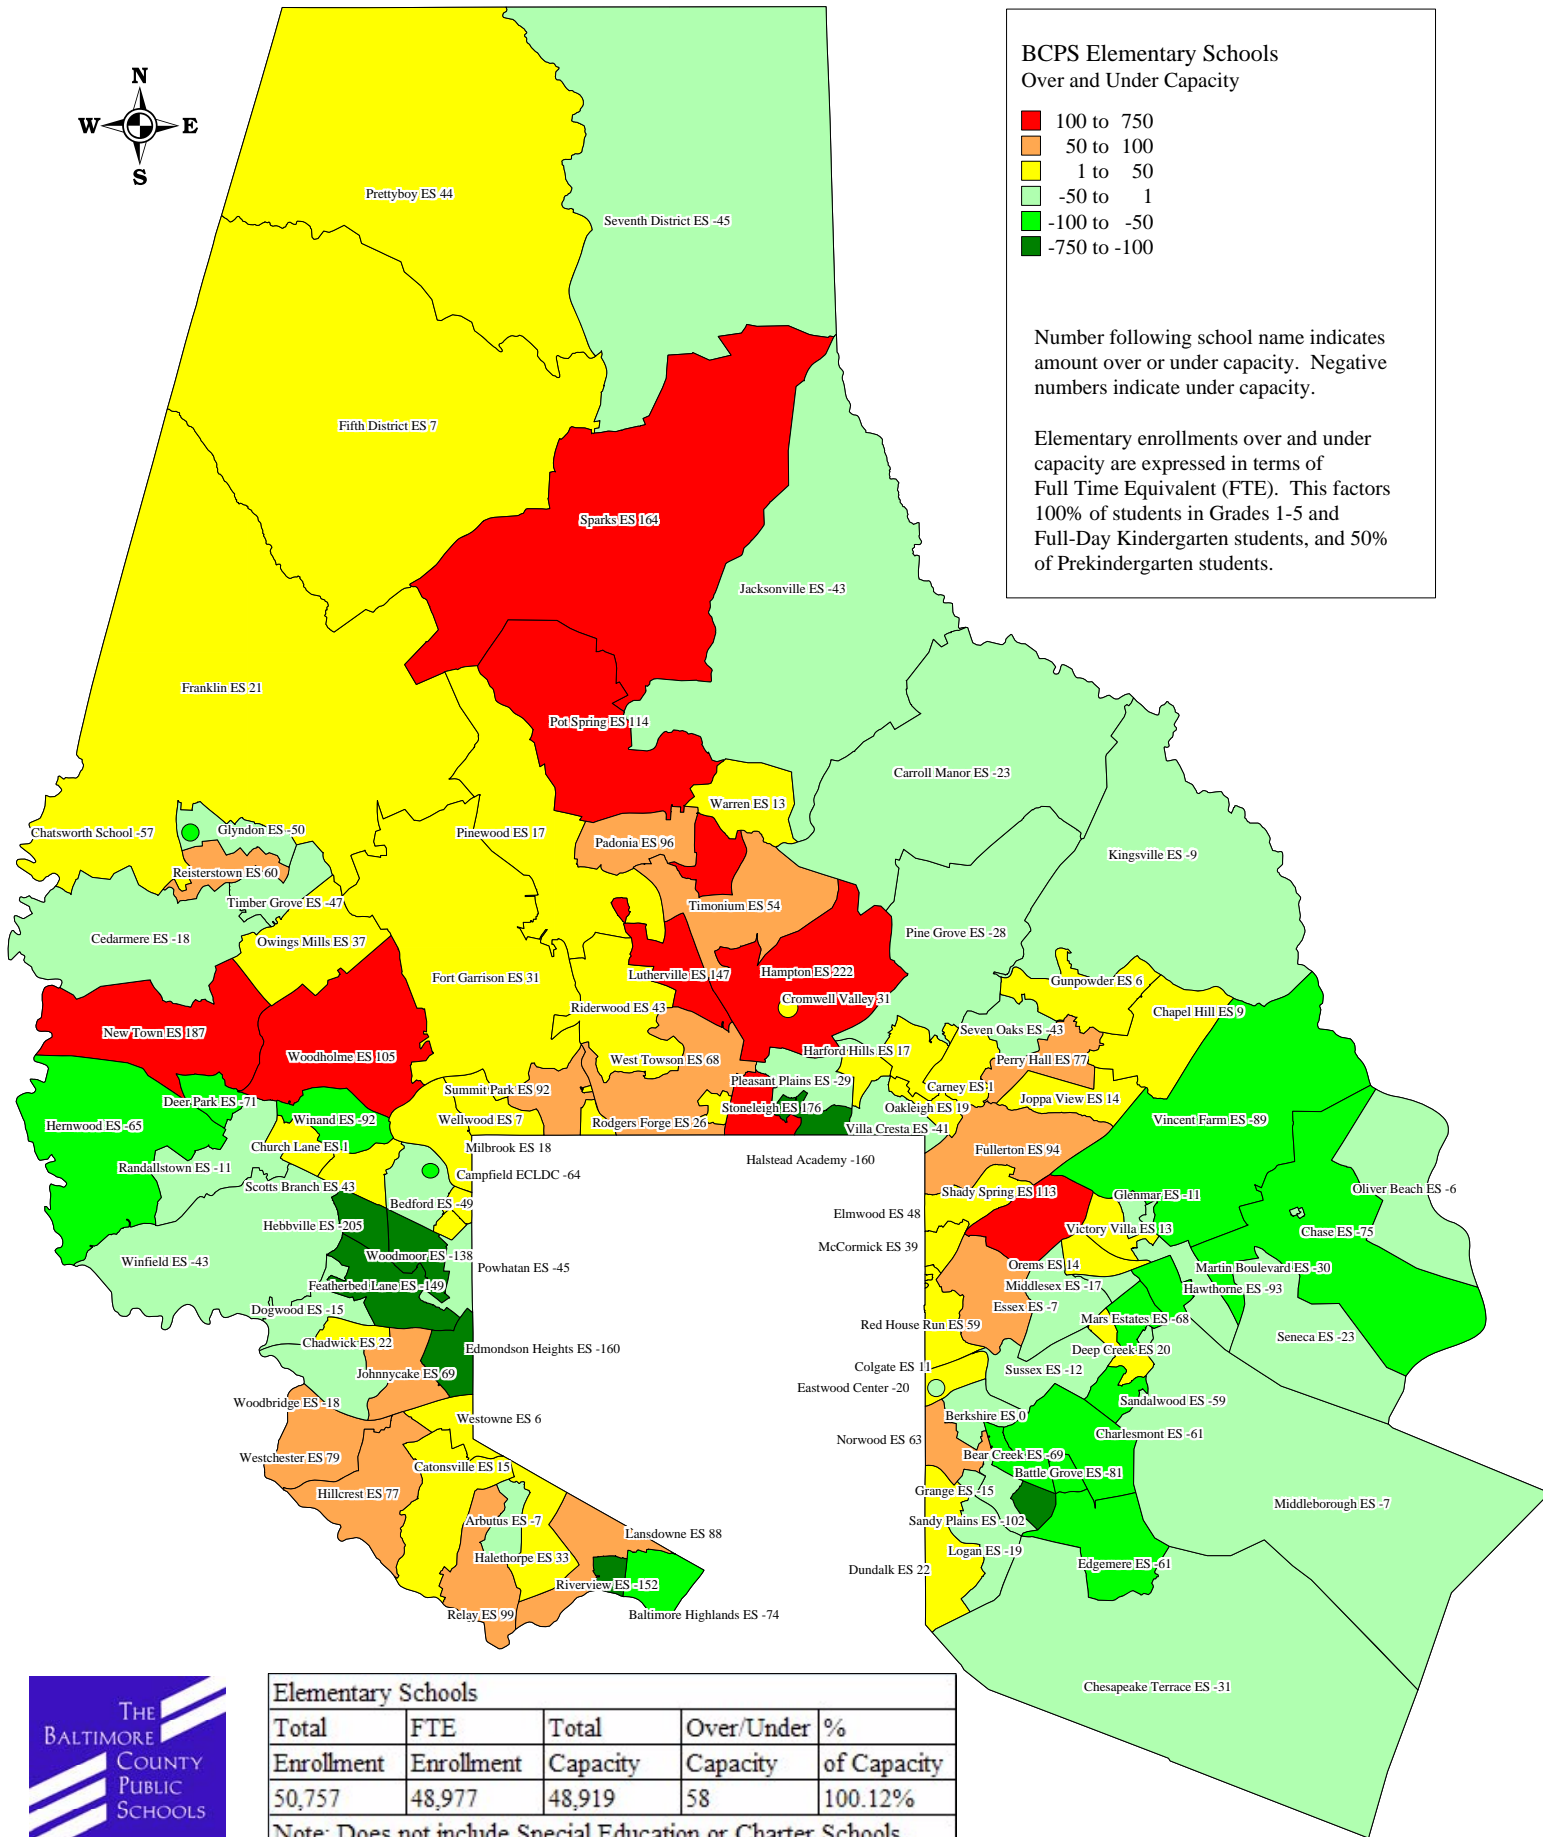 N
W E
S
BCPS Elementary Schools
Over and Under Capacity
100 to 750
50 to 100
1 to 50
-50 to 1
-100 to -50
-750 to -100
Number following school name indicates
amount over or under capacity. Negative
numbers indicate under capacity.
Elementary enrollments over and under
capacity are expressed in terms of
Full Time Equivalent (FTE). This factors
100% of students in Grades 1-5 and
Full-Day Kindergarten students, and 50%
of Prekindergarten students.
Prettyboy ES 44
Seventh District ES -45
Fifth District ES 7
Sparks ES 164
Jacksonville ES -43
Franklin ES 21
Pot Spring ES 114
Carroll Manor ES -23
Warren ES 13
Chatsworth School -57
Glyndon ES -50
Pinewood ES 17
Padonia ES 96
Kingsville ES -9
Reisterstown ES 60
Timber Grove ES -47
Timonium ES 54
Cedarmere ES -18
Owings Mills ES 37
Pine Grove ES -28
Fort Garrison ES 31
Lutherville ES 147
Hampton ES 222
Gunpowder ES 6
Cromwell Valley 31
Riderwood ES 43
Chapel Hill ES 9
New Town ES 187
Seven Oaks ES -43
Woodholme ES 105
West Towson ES 68
Harford Hills ES 17
Perry Hall ES 77
Summit Park ES 92
Pleasant Plains ES -29
Carney ES 1
Joppa View ES 14
Deer Park ES -71
Stoneleigh ES 176
Oakleigh ES 19
Hernwood ES -65
Winand ES -92
Wellwood ES 7
Rodgers Forge ES 26
Villa Cresta ES -41
Vincent Farm ES -89
Church Lane ES 1
Milbrook ES 18
Fullerton ES 94
Randallstown ES -11
Campfield ECLDC -64
Halstead Academy -160
Scotts Branch ES 43
Bedford ES -49
Shady Spring ES 113
Glenmar ES -11
Oliver Beach ES -6
Hebbville ES -205
Elmwood ES 48
Victory Villa ES 13
Chase ES -75
Winfield ES -43
Woodmoor ES -138
McCormick ES 39
Powhatan ES -45
Orems ES 14
Martin Boulevard ES -30
Featherbed Lane ES -149
Middlesex ES -17
Hawthorne ES -93
Dogwood ES -15
Essex ES -7
Mars Estates ES -68
Red House Run ES 59
Seneca ES -23
Chadwick ES 22
Edmondson Heights ES -160
Deep Creek ES 20
Johnnycake ES 69
Colgate ES 11
Sussex ES -12
Eastwood Center -20
Woodbridge ES -18
Sandalwood ES -59
Westowne ES 6
Berkshire ES 0
Charlesmont ES -61
Norwood ES 63
Westchester ES 79
Catonsville ES 15
Bear Creek ES -69
Battle Grove ES -81
Hillcrest ES 77
Grange ES -15
Middleborough ES -7
Arbutus ES -7
Lansdowne ES 88
Sandy Plains ES -102
Halethorpe ES 33
Logan ES -19
Edgemere ES -61
Dundalk ES 22
Riverview ES -152
Relay ES 99
Baltimore Highlands ES -74
Chesapeake Terrace ES -31
THE
BALTIMORE
COUNTY
PUBLIC
SCHOOLS
Elementary Schools
Total FTE Total Over/Under %
Enrollment Enrollment Capacity Capacity of Capacity
50,757 48,977 48,919 58 100.12%
Note: Does not include Special Education or Charter Schools